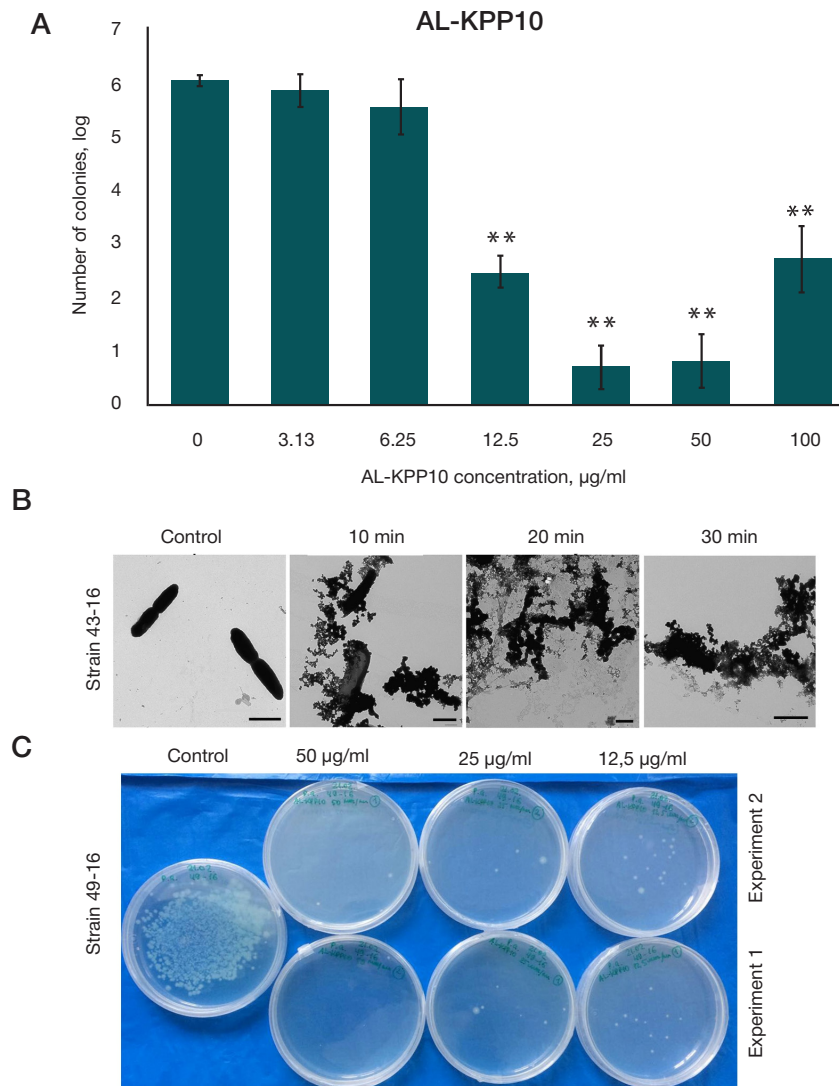 A
AL-KPP10
Number of colonies, log
7
6
5
4
3
2
1
0
**
**
**
**
0 3.13 6.25 12.5 25 50 100
AL-KPP10 concentration, µg/ml
B
Control 10 min 20 min 30 min
Strain 43-16
C
Control 50 µg/ml 25 µg/ml 12,5 µg/ml
Strain 49-16
Experiment 2
Experiment 1
49-16